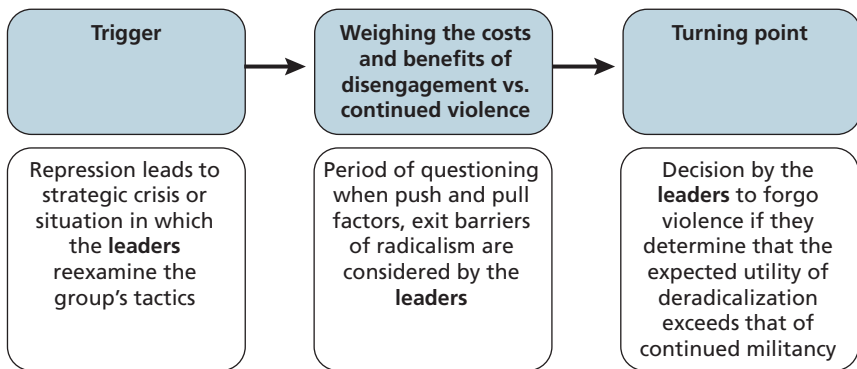 Trigger
Weighing the costs
and benefits of
disengagement vs.
continued violence
Turning point
Repression leads to
strategic crisis or
situation in which
the leaders
reexamine the
group’s tactics
Period of questioning
when push and pull
factors, exit barriers
of radicalism are
considered by the
leaders
Decision by the
leaders to forgo
violence if they
determine that the
expected utility of
deradicalization
exceeds that of
continued militancy